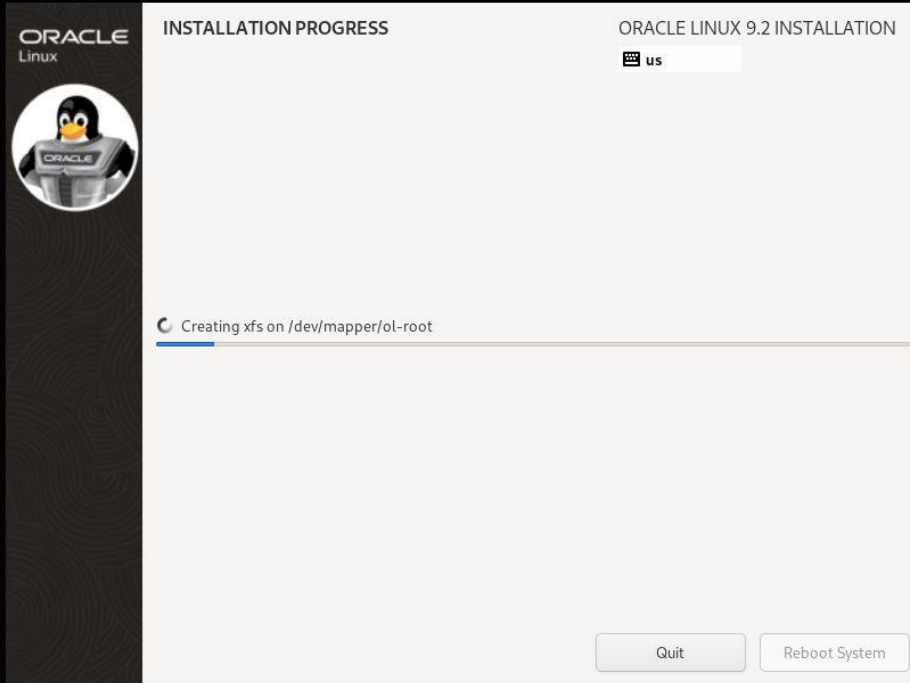 ORACLE
Linux
ORACLE
INSTALLATION PROGRESS
ORACLE LINUX 9.2 INSTALLATION
us
Creating xfs on /dev/mapper/ol-root
Quit
Reboot System